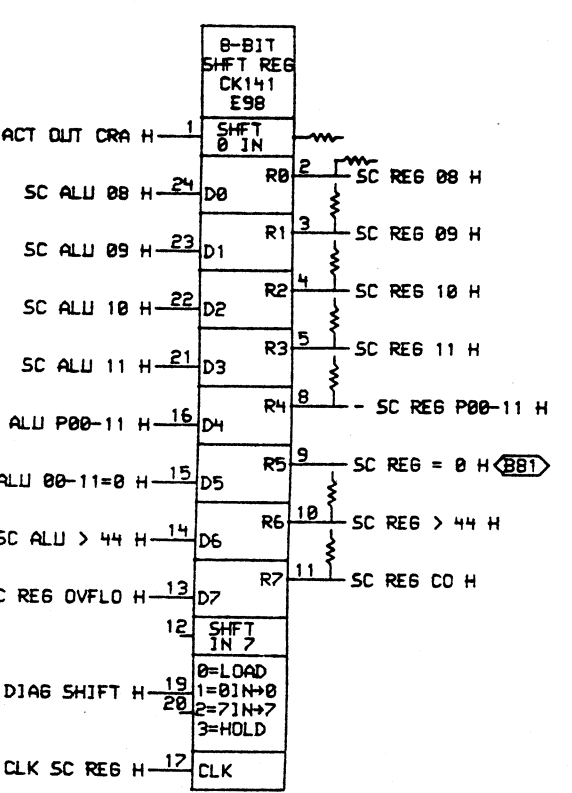 8-BIT
SHFT REG
CK141
E98
ACT OUT CRA H 1 SHFT
0 IN
R0 2 SC REG 08 H
SC ALU 08 H 24 D0
R1 3 SC REG 09 H
SC ALU 09 H 23 D1
R2 4 SC REG 10 H
SC ALU 10 H 22 D2
R3 5 SC REG 11 H
SC ALU 11 H 21 D3
R4 8 - SC REG P00-11 H
ALU P00-11 H 16 D4
R5 9 SC REG = 0 H BB1
ALU 00-11=0 H 15 D5
R6 10 SC REG > 44 H
SC ALU > 44 H 14 D6
R7 11 SC REG CO H
C REG OVFLO H 13 D7
12 SHFT
IN 7
0=LOAD
DIAG SHIFT H 19 1=0IN→0
20 2=7IN→7
3=HOLD
CLK SC REG H 17 CLK